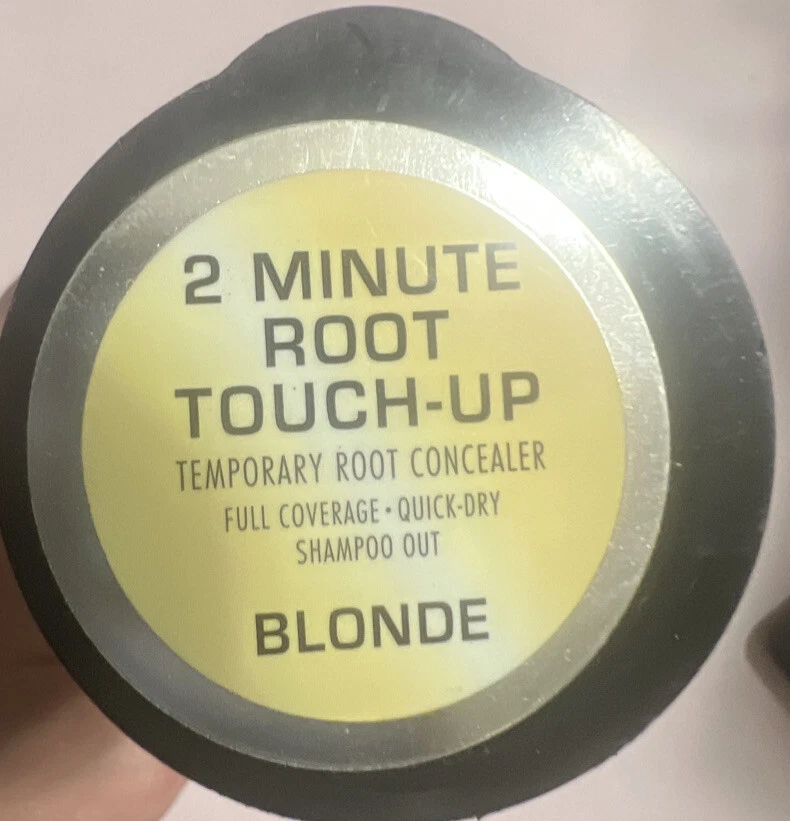 2 MINUTE
ROOT
TOUCH-UP
TEMPORARY ROOT CONCEALER
FULL COVERAGE • QUICK-DRY
SHAMPOO OUT
BLONDE